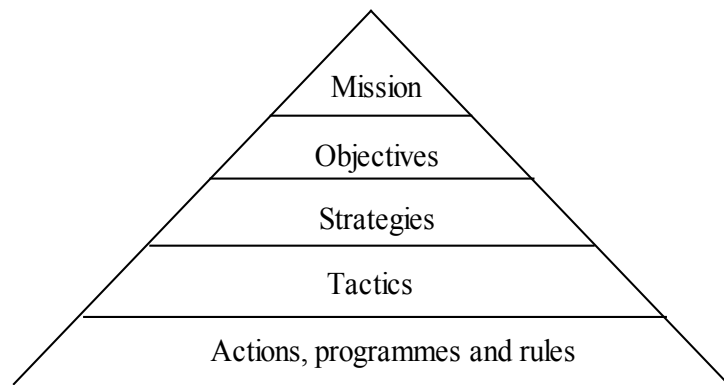 Mission
Objectives
Strategies
Tactics
Actions, programmes and rules